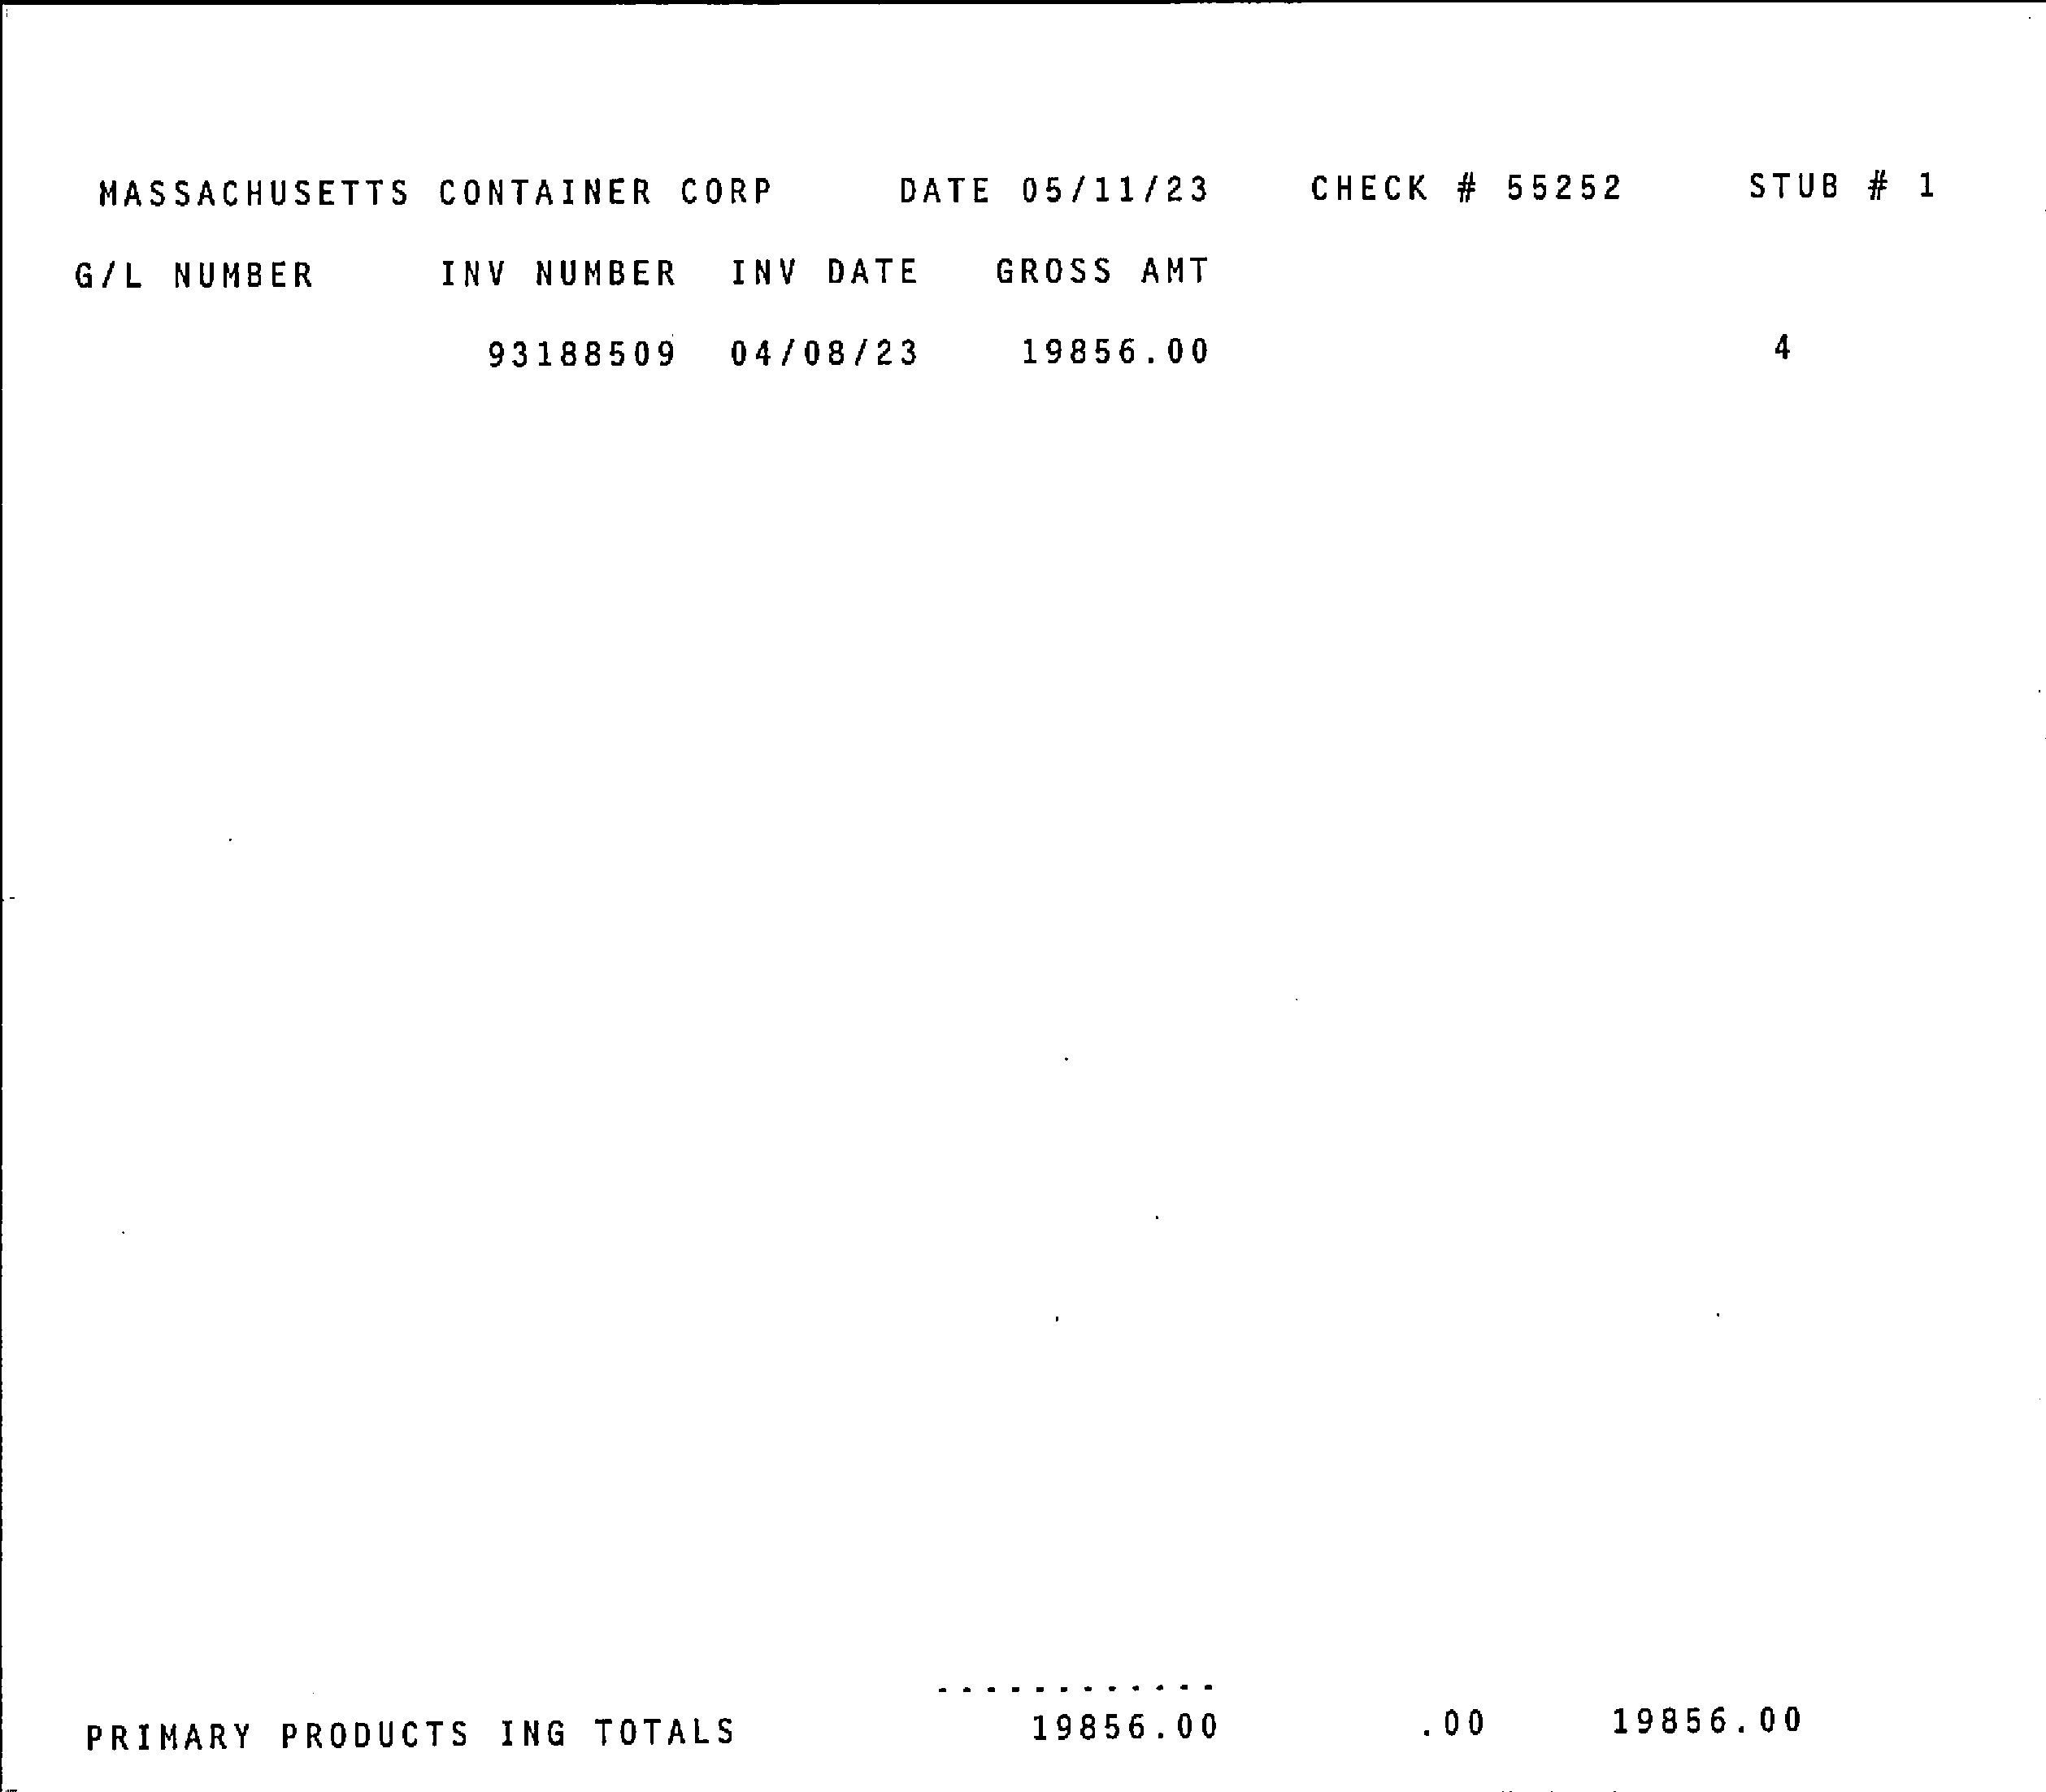 MASSACHUSETTS CONTAINER CORP DATE 05/11/23 CHECK # 55252 STUB # 1
G/L NUMBER INV NUMBER INV DATE GROSS AMT
93188509 04/08/23 19856.00 4
------------
PRIMARY PRODUCTS ING TOTALS 19856.00 .00 19856.00